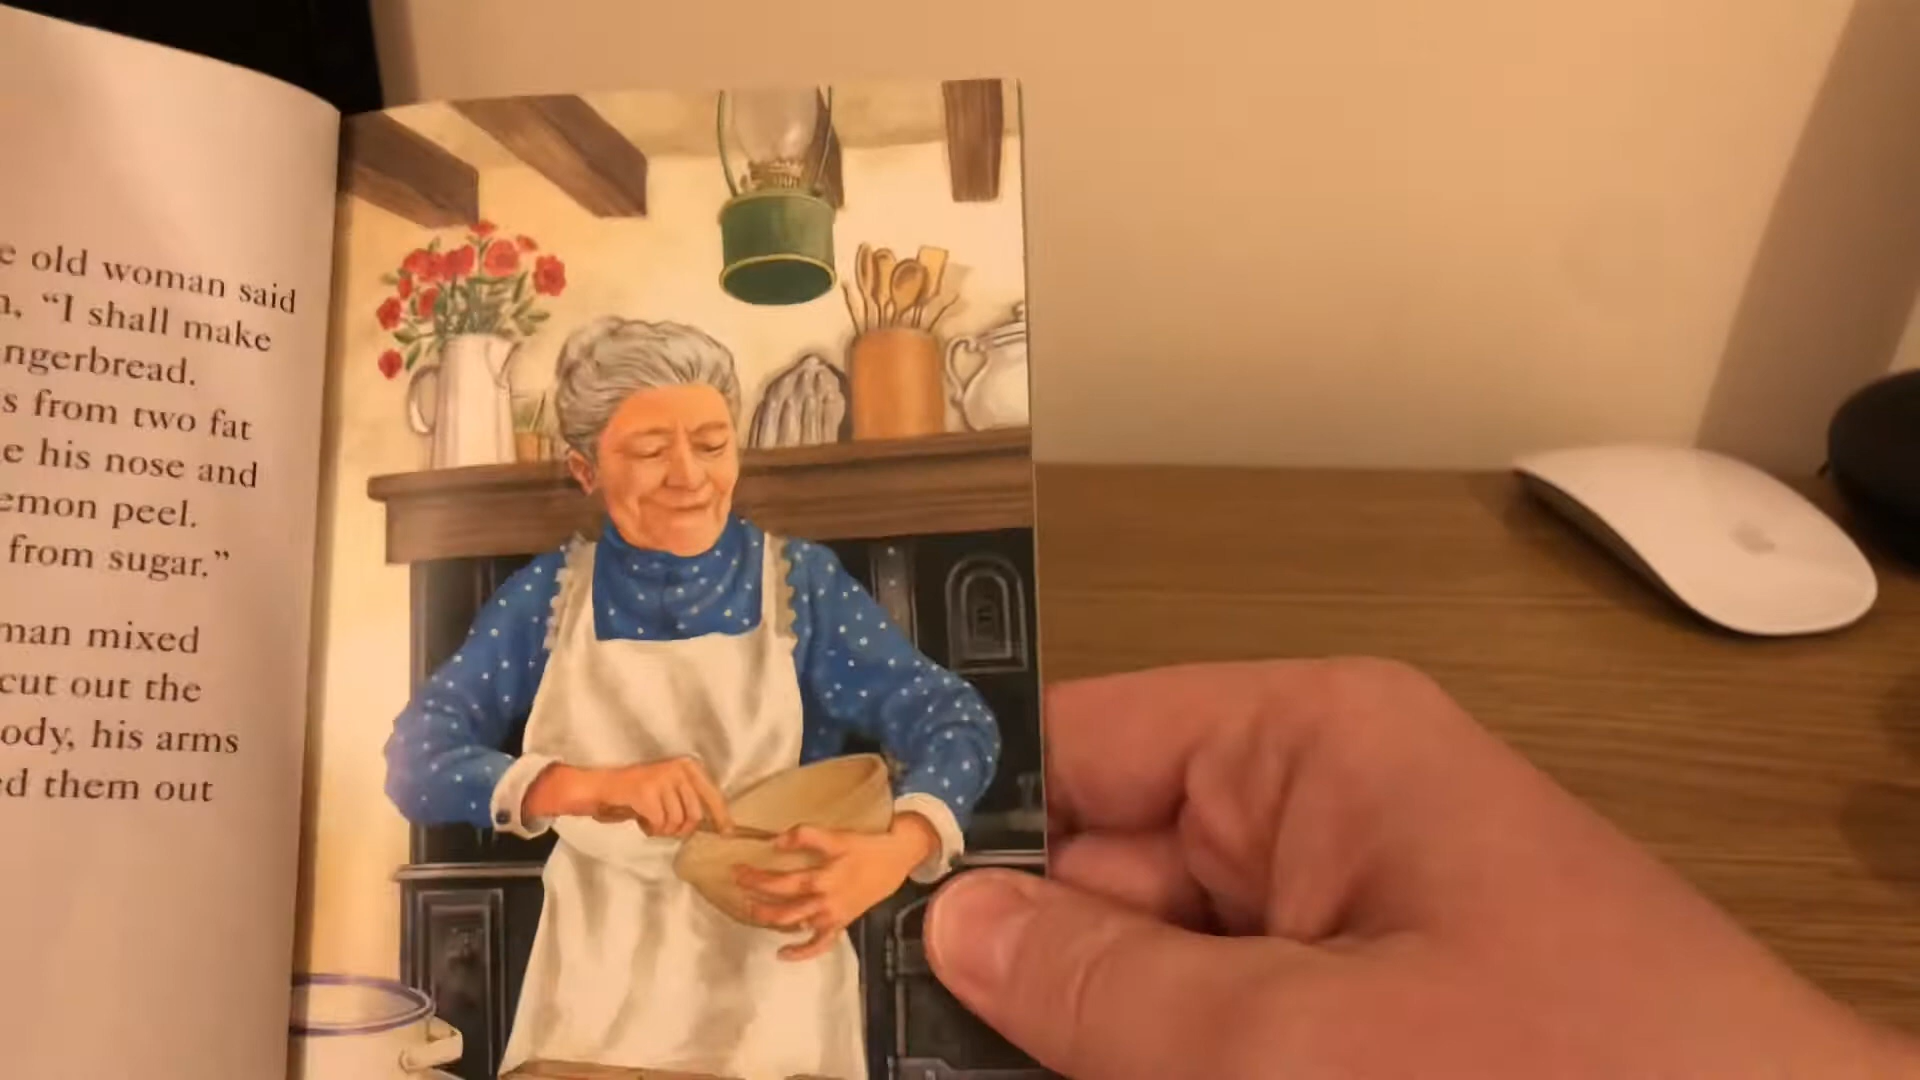 old woman said
“I shall make
ngerbread.
s from two fat
e his nose and
emon peel.
from sugar.”
man mixed
cut out the
ody, his arms
ed them out